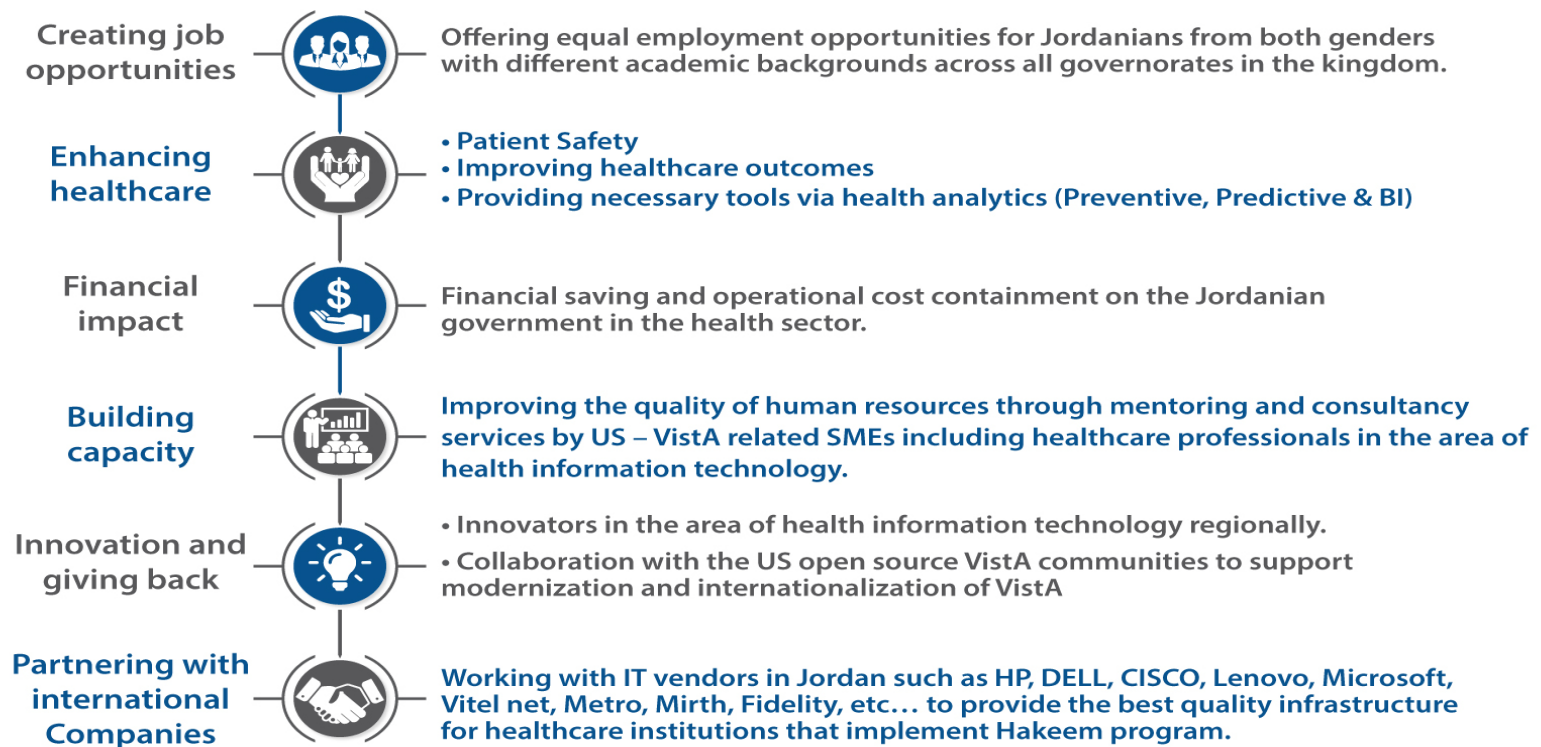 Creating job
opportunities
Offering equal employment opportunities for Jordanians from both genders
with different academic backgrounds across all governorates in the kingdom.
Enhancing
healthcare
• Patient Safety
• Improving healthcare outcomes
• Providing necessary tools via health analytics (Preventive, Predictive & BI)
Financial
impact
$
Financial saving and operational cost containment on the Jordanian
government in the health sector.
Building
capacity
Improving the quality of human resources through mentoring and consultancy
services by US – VistA related SMEs including healthcare professionals in the area of
health information technology.
Innovation and
giving back
• Innovators in the area of health information technology regionally.
• Collaboration with the US open source VistA communities to support
modernization and internationalization of VistA
Partnering with
international
Companies
Working with IT vendors in Jordan such as HP, DELL, CISCO, Lenovo, Microsoft,
Vitel net, Metro, Mirth, Fidelity, etc... to provide the best quality infrastructure
for healthcare institutions that implement Hakeem program.